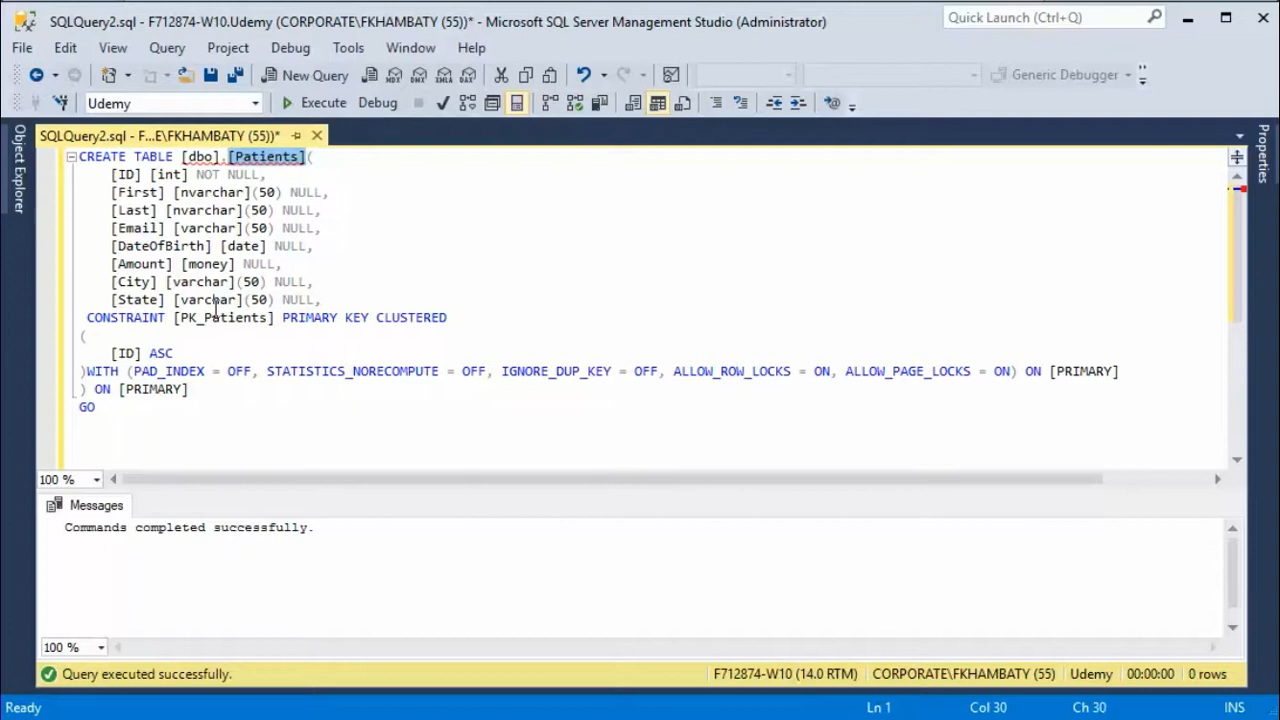 SQLQuery2.sql - F712874-W10.Udemy (CORPORATE\FKHAMBATY (55))* - Microsoft SQL Server Management Studio (Administrator)
Quick Launch (Ctrl+Q)
File Edit View Query Project Debug Tools Window Help
New Query
Generic Debugger
Udemy Execute Debug
Object Explorer
SQLQuery2.sql - F...E\FKHAMBATY (55))*
Properties
CREATE TABLE [dbo].[Patients](
[ID] [int] NOT NULL,
[First] [nvarchar](50) NULL,
[Last] [nvarchar](50) NULL,
[Email] [varchar](50) NULL,
[DateOfBirth] [date] NULL,
[Amount] [money] NULL,
[City] [varchar](50) NULL,
[State] [varchar](50) NULL,
CONSTRAINT [PK_Patients] PRIMARY KEY CLUSTERED
(
[ID] ASC
)WITH (PAD_INDEX = OFF, STATISTICS_NORECOMPUTE = OFF, IGNORE_DUP_KEY = OFF, ALLOW_ROW_LOCKS = ON, ALLOW_PAGE_LOCKS = ON) ON [PRIMARY]
) ON [PRIMARY]
GO
100 %
Messages
Commands completed successfully.
100 %
Query executed successfully. F712874-W10 (14.0 RTM) CORPORATE\FKHAMBATY (55) Udemy 00:00:00 0 rows
Ready Ln 1 Col 30 Ch 30 INS